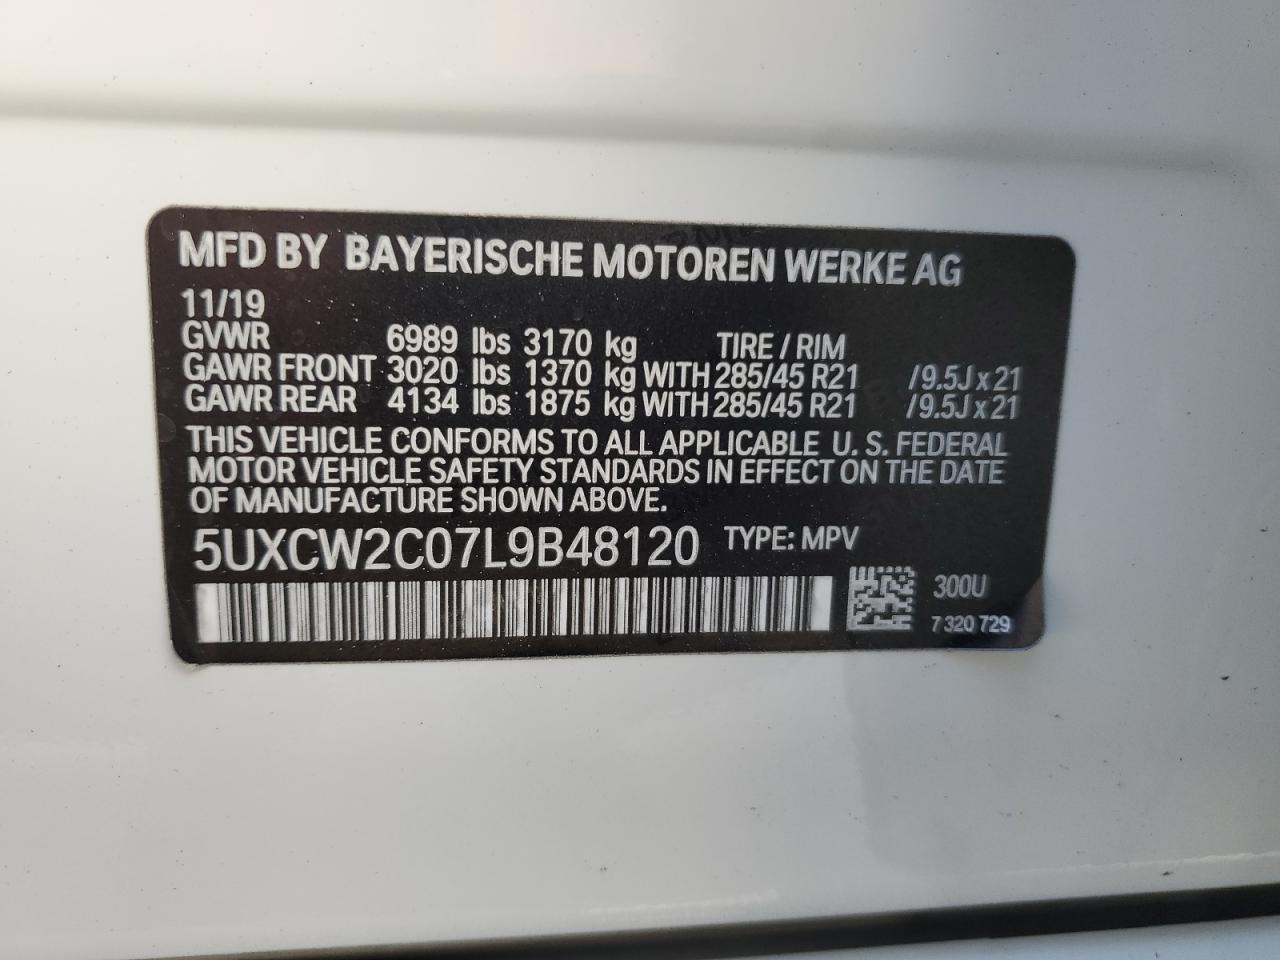 MFD BY BAYERISCHE MOTOREN WERKE AG
11/19
GVWR 6989 lbs 3170 kg TIRE / RIM
GAWR FRONT 3020 lbs 1370 kg WITH 285/45 R21 /9.5J x 21
GAWR REAR 4134 lbs 1875 kg WITH 285/45 R21 /9.5J x 21
THIS VEHICLE CONFORMS TO ALL APPLICABLE U. S. FEDERAL
MOTOR VEHICLE SAFETY STANDARDS IN EFFECT ON THE DATE
OF MANUFACTURE SHOWN ABOVE.
5UXCW2C07L9B48120 TYPE: MPV
300U
7 320 729